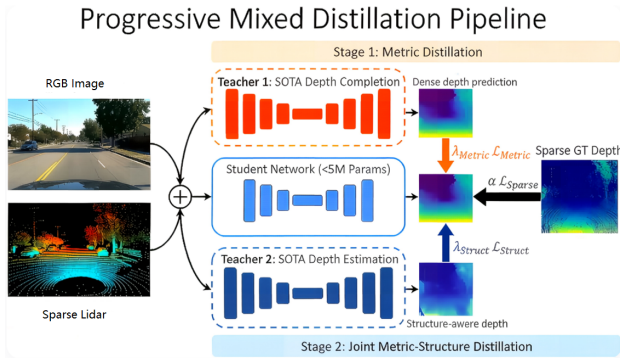 Progressive Mixed Distillation Pipeline
Stage 1: Metric Distillation
RGB Image
Teacher 1: SOTA Depth Completion
Dense depth prediction
λMetric ℒMetric
Sparse GT Depth
Student Network (<5M Params)
α ℒSparse
Teacher 2: SOTA Depth Estimation
λStruct ℒStruct
Sparse Lidar
Structure-awere depth
Stage 2: Joint Metric-Structure Distillation